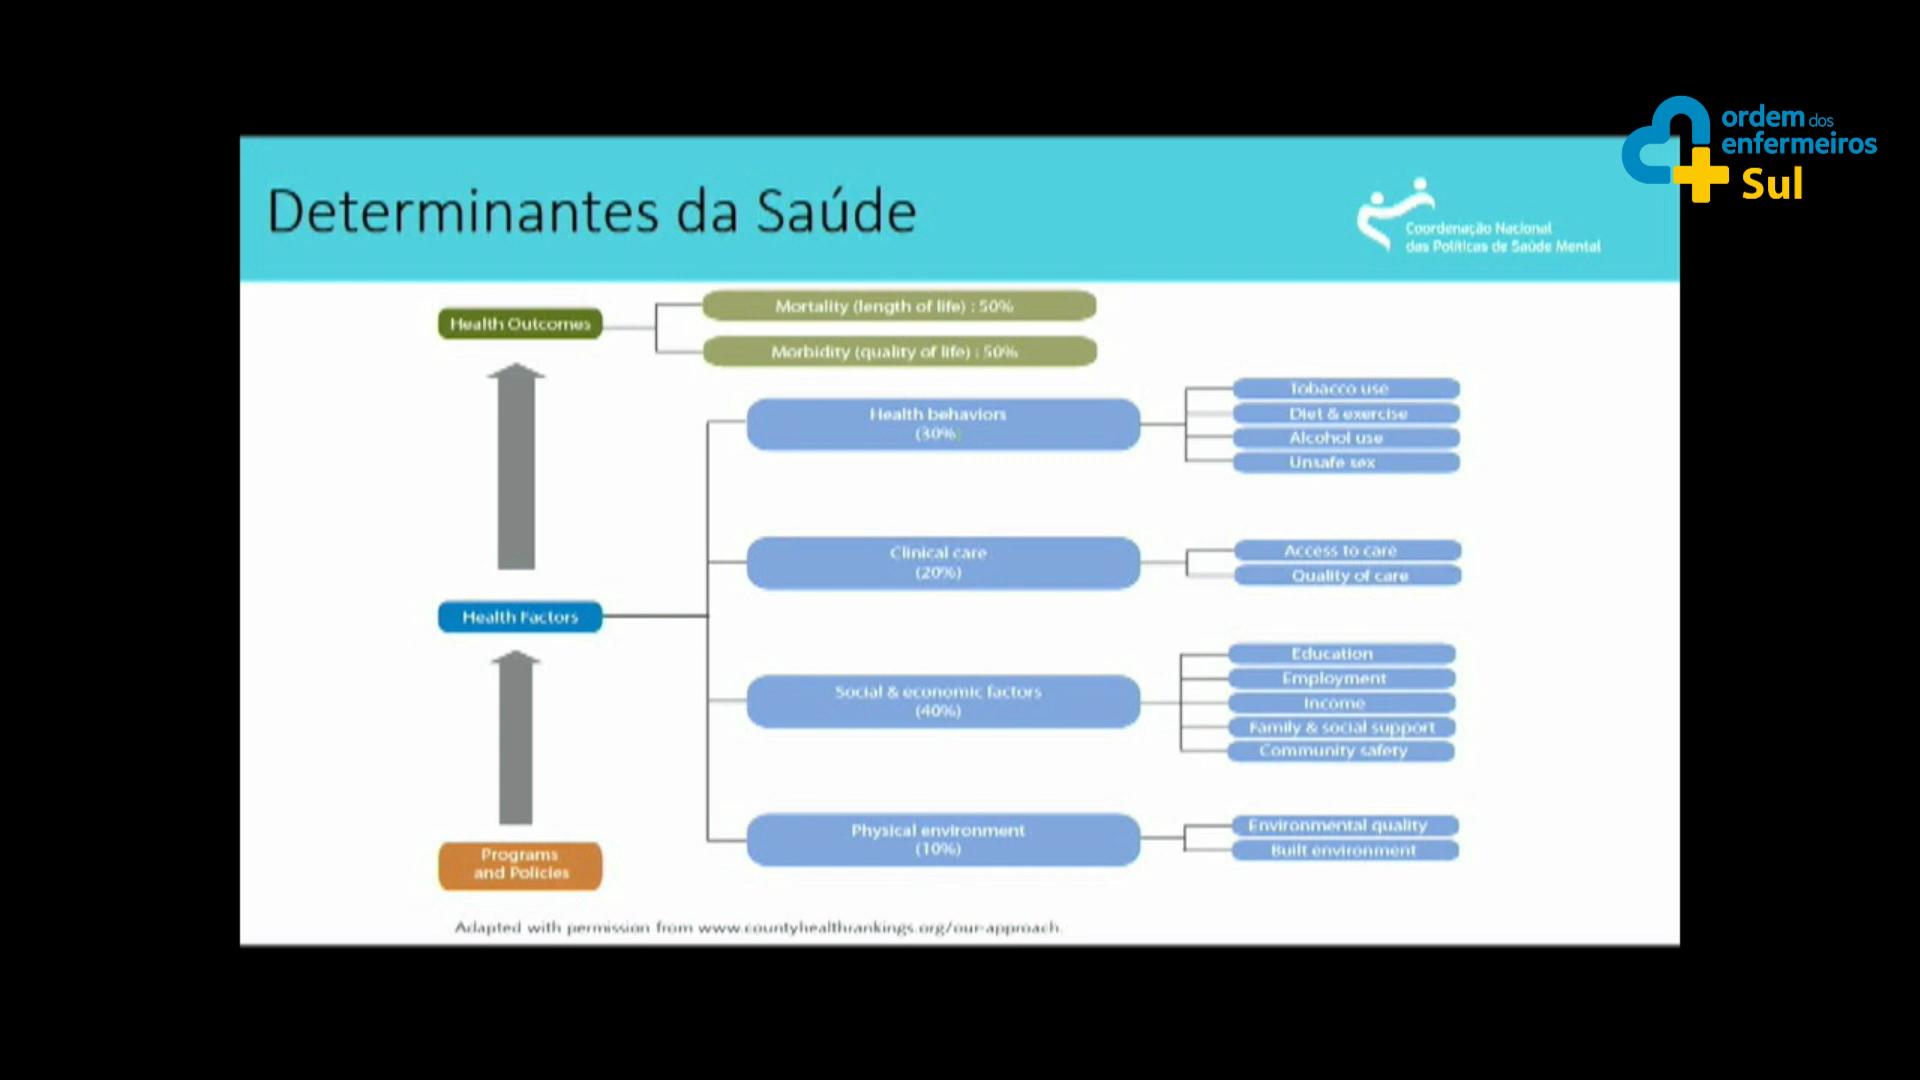 ordem dos
enfermeiros
Sul
Determinantes da Saúde
Coordenação Nacional
das Políticas de Saúde Mental
Health Outcomes
Mortality (length of life) : 50%
Morbidity (quality of life) : 50%
Health behaviors
(30%)
Tobacco use
Diet & exercise
Alcohol use
Unsafe sex
Clinical care
(20%)
Access to care
Quality of care
Health Factors
Social & economic factors
(40%)
Education
Employment
Income
Family & social support
Community safety
Physical environment
(10%)
Environmental quality
Built environment
Programs
and Policies
Adapted with permission from www.countyhealthrankings.org/our-approach.